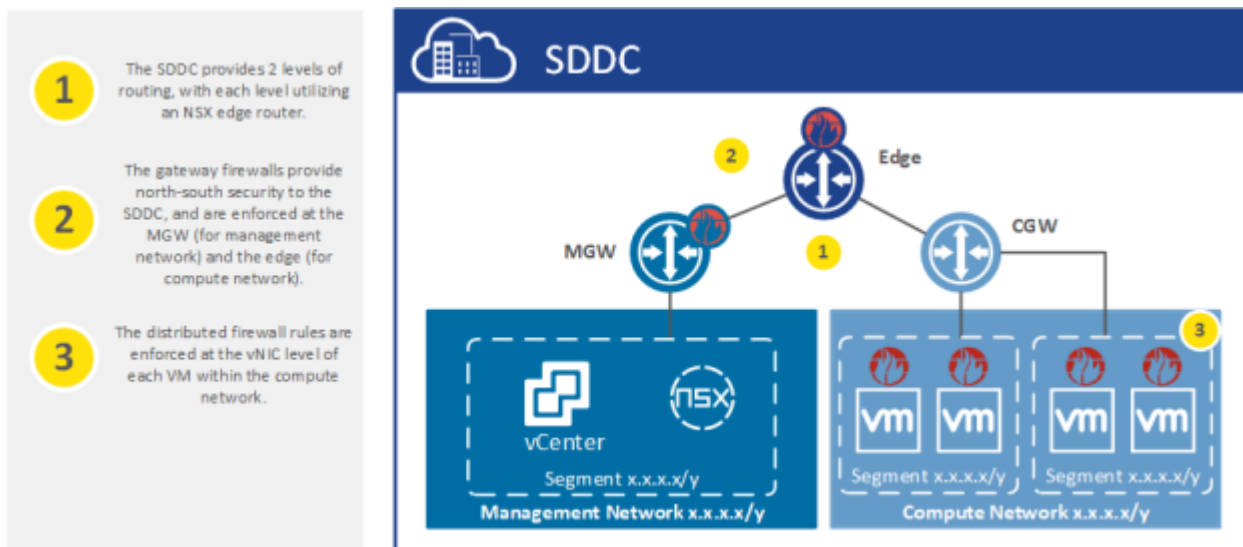 1
The SDDC provides 2 levels of
routing, with each level utilizing
an NSX edge router.
2
The gateway firewalls provide
north-south security to the
SDDC, and are enforced at the
MGW (for management
network) and the edge (for
compute network).
3
The distributed firewall rules are
enforced at the vNIC level of
each VM within the compute
network.
SDDC
2
Edge
MGW
1
CGW
3
vCenter
nsx
Segment x.x.x.x/y
Management Network x.x.x.x/y
vm
vm
Segment x.x.x.x/y
vm
vm
Segment x.x.x.x/y
Compute Network x.x.x.x/y